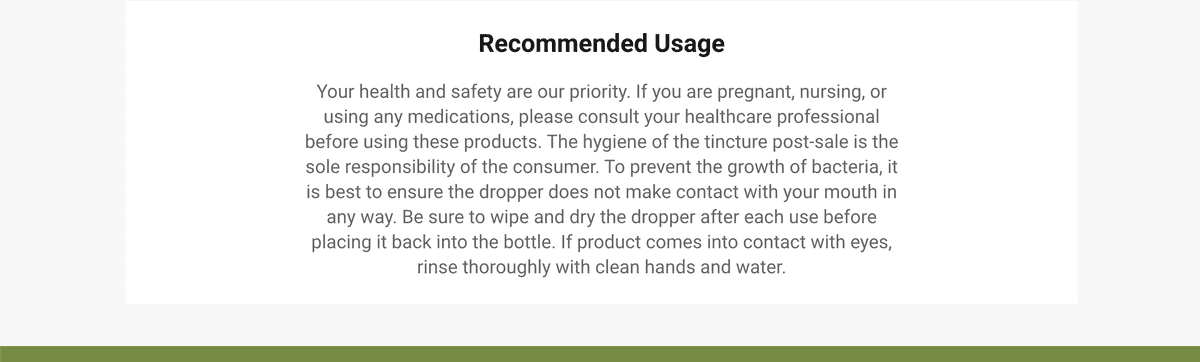 Recommended Usage
Your health and safety are our priority. If you are pregnant, nursing, or
using any medications, please consult your healthcare professional
before using these products. The hygiene of the tincture post-sale is the
sole responsibility of the consumer. To prevent the growth of bacteria, it
is best to ensure the dropper does not make contact with your mouth in
any way. Be sure to wipe and dry the dropper after each use before
placing it back into the bottle. If product comes into contact with eyes,
rinse thoroughly with clean hands and water.